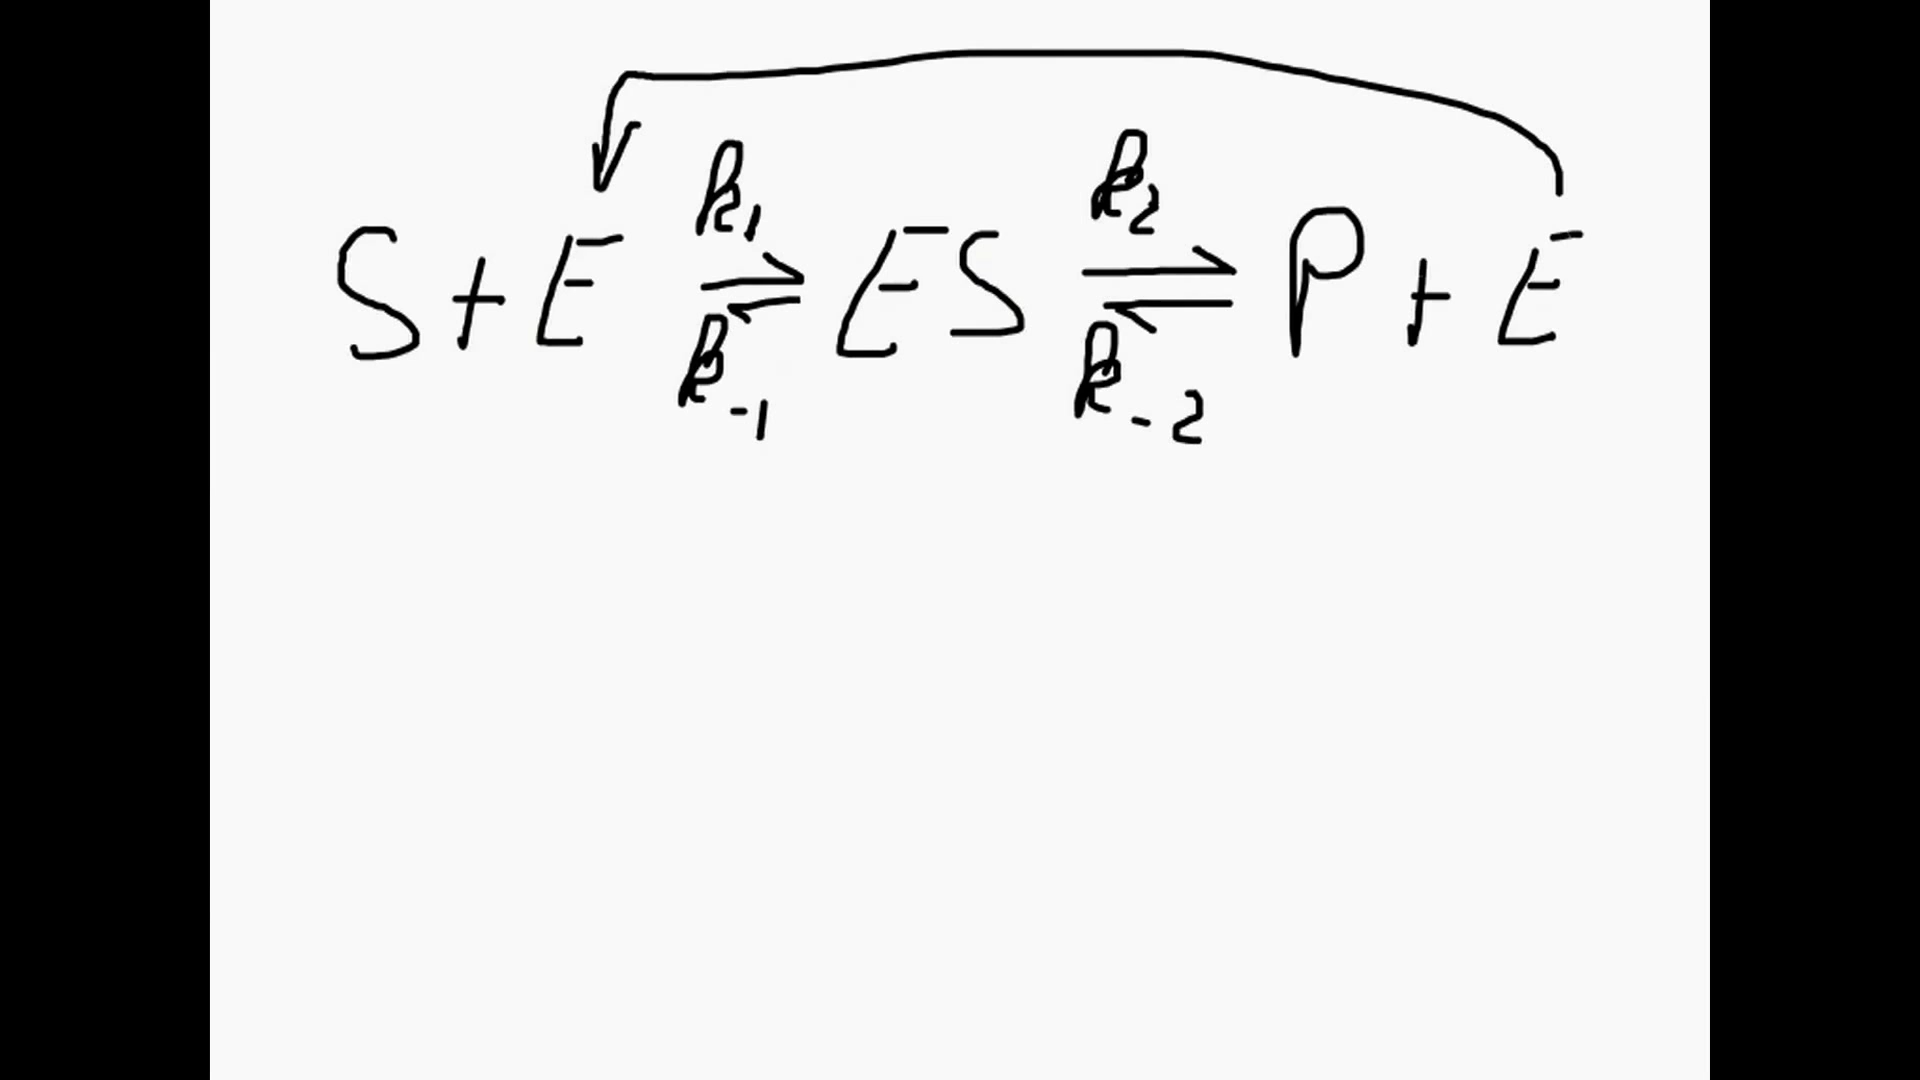 k₁ k₂
S + E ⇌ ES ⇌ P + E
k₋₁ k₋₂